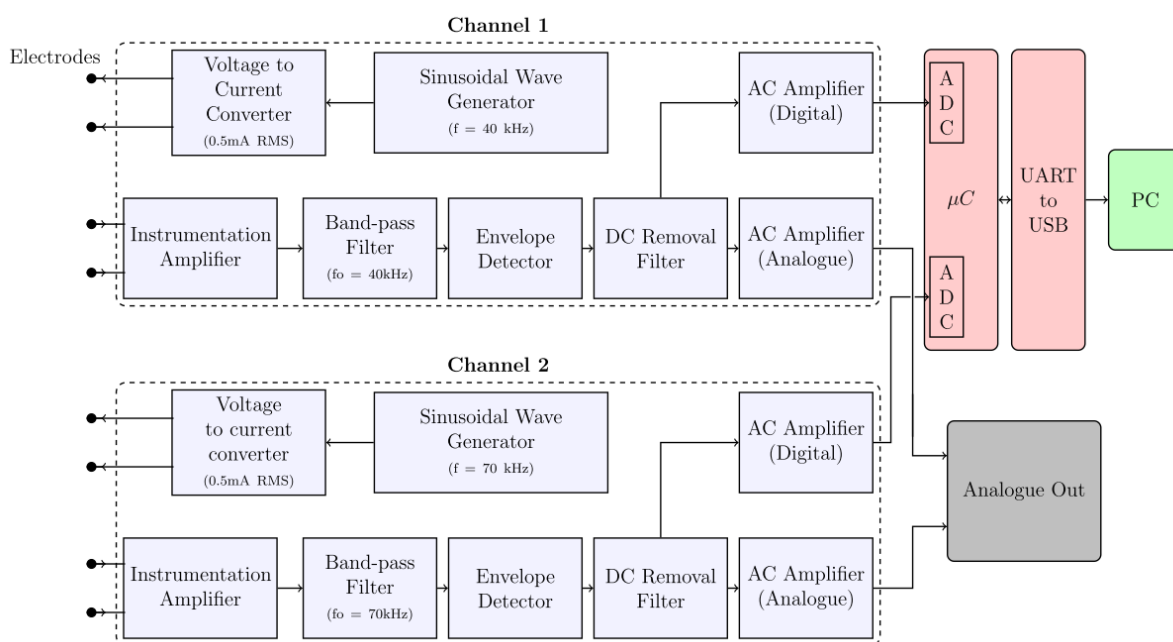 Channel 1
Electrodes
Voltage to
Current
Converter
(0.5mA RMS)
Sinusoidal Wave
Generator
(f = 40 kHz)
AC Amplifier
(Digital)
A
D
C
Instrumentation
Amplifier
Band-pass
Filter
(fo = 40kHz)
Envelope
Detector
DC Removal
Filter
AC Amplifier
(Analogue)
μC
A
D
C
UART
to
USB
PC
Channel 2
Voltage
to current
converter
(0.5mA RMS)
Sinusoidal Wave
Generator
(f = 70 kHz)
AC Amplifier
(Digital)
Analogue Out
Instrumentation
Amplifier
Band-pass
Filter
(fo = 70kHz)
Envelope
Detector
DC Removal
Filter
AC Amplifier
(Analogue)